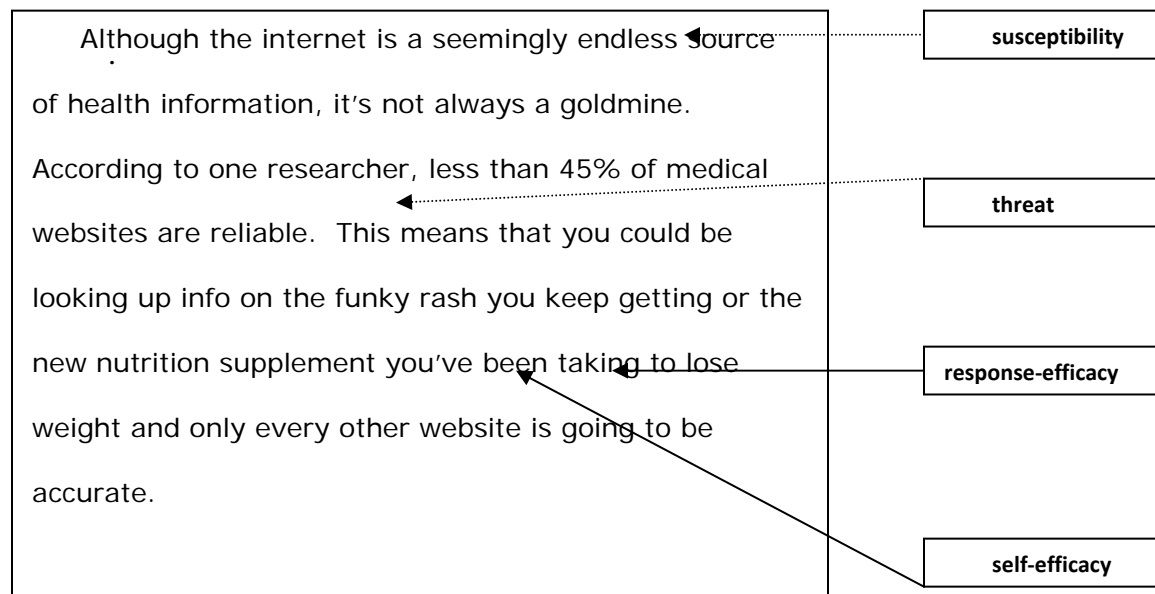 Although the internet is a seemingly endless source
susceptibility
of health information, it's not always a goldmine.
According to one researcher, less than 45% of medical
threat
websites are reliable.  This means that you could be
looking up info on the funky rash you keep getting or the
new nutrition supplement you've been taking to lose
response-efficacy
weight and only every other website is going to be
accurate.
self-efficacy